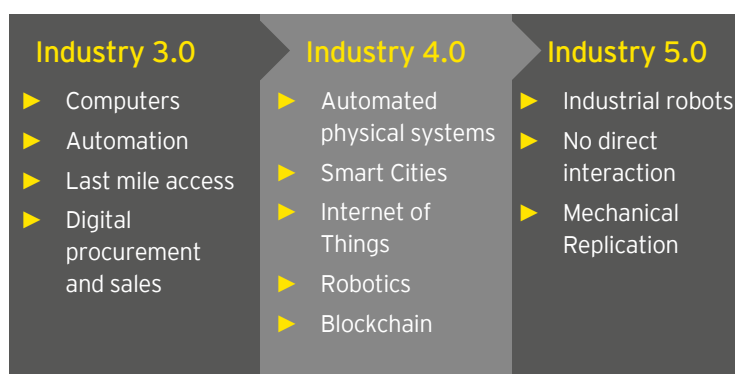 Industry 3.0
► Computers
► Automation
► Last mile access
► Digital
procurement
and sales
Industry 4.0
► Automated
physical systems
► Smart Cities
► Internet of
Things
► Robotics
► Blockchain
Industry 5.0
► Industrial robots
► No direct
interaction
► Mechanical
Replication